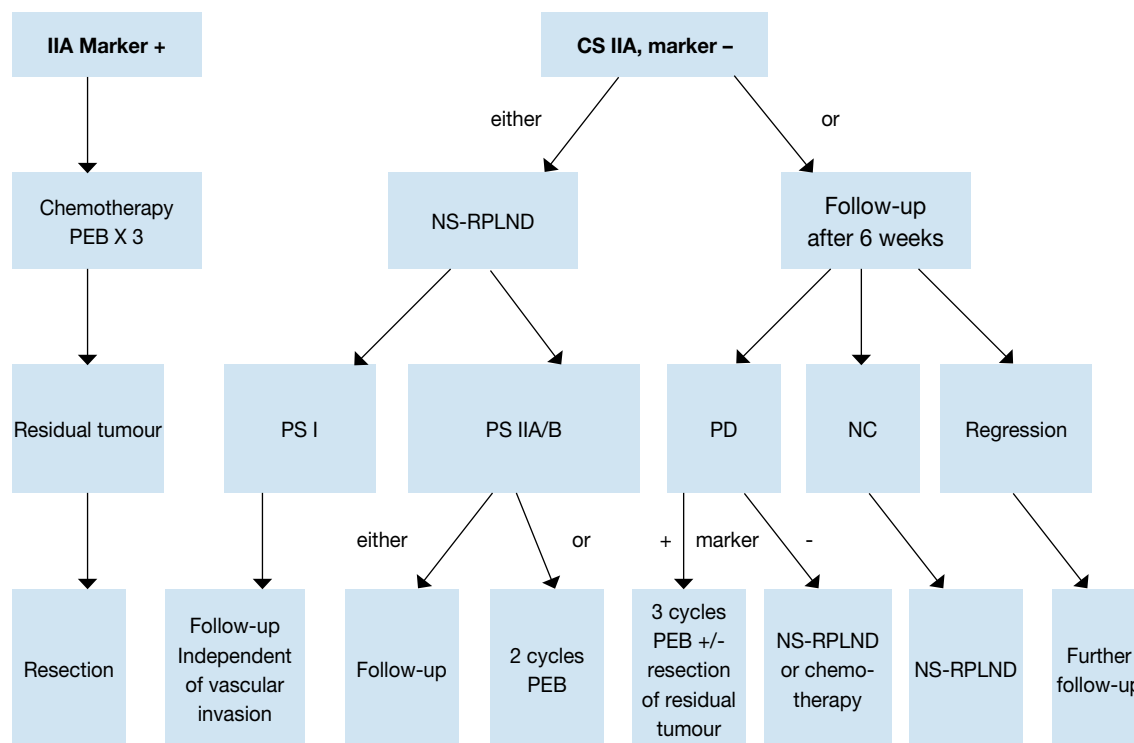 IIA Marker +
CS IIA, marker –
either
or
Chemotherapy
PEB X 3
NS-RPLND
Follow-up
after 6 weeks
Residual tumour
PS I
PS IIA/B
PD
NC
Regression
either
or
+ marker -
Resection
Follow-up
Independent
of vascular
invasion
Follow-up
2 cycles
PEB
3 cycles
PEB +/-
resection
of residual
tumour
NS-RPLND
or chemo-
therapy
NS-RPLND
Further
follow-up